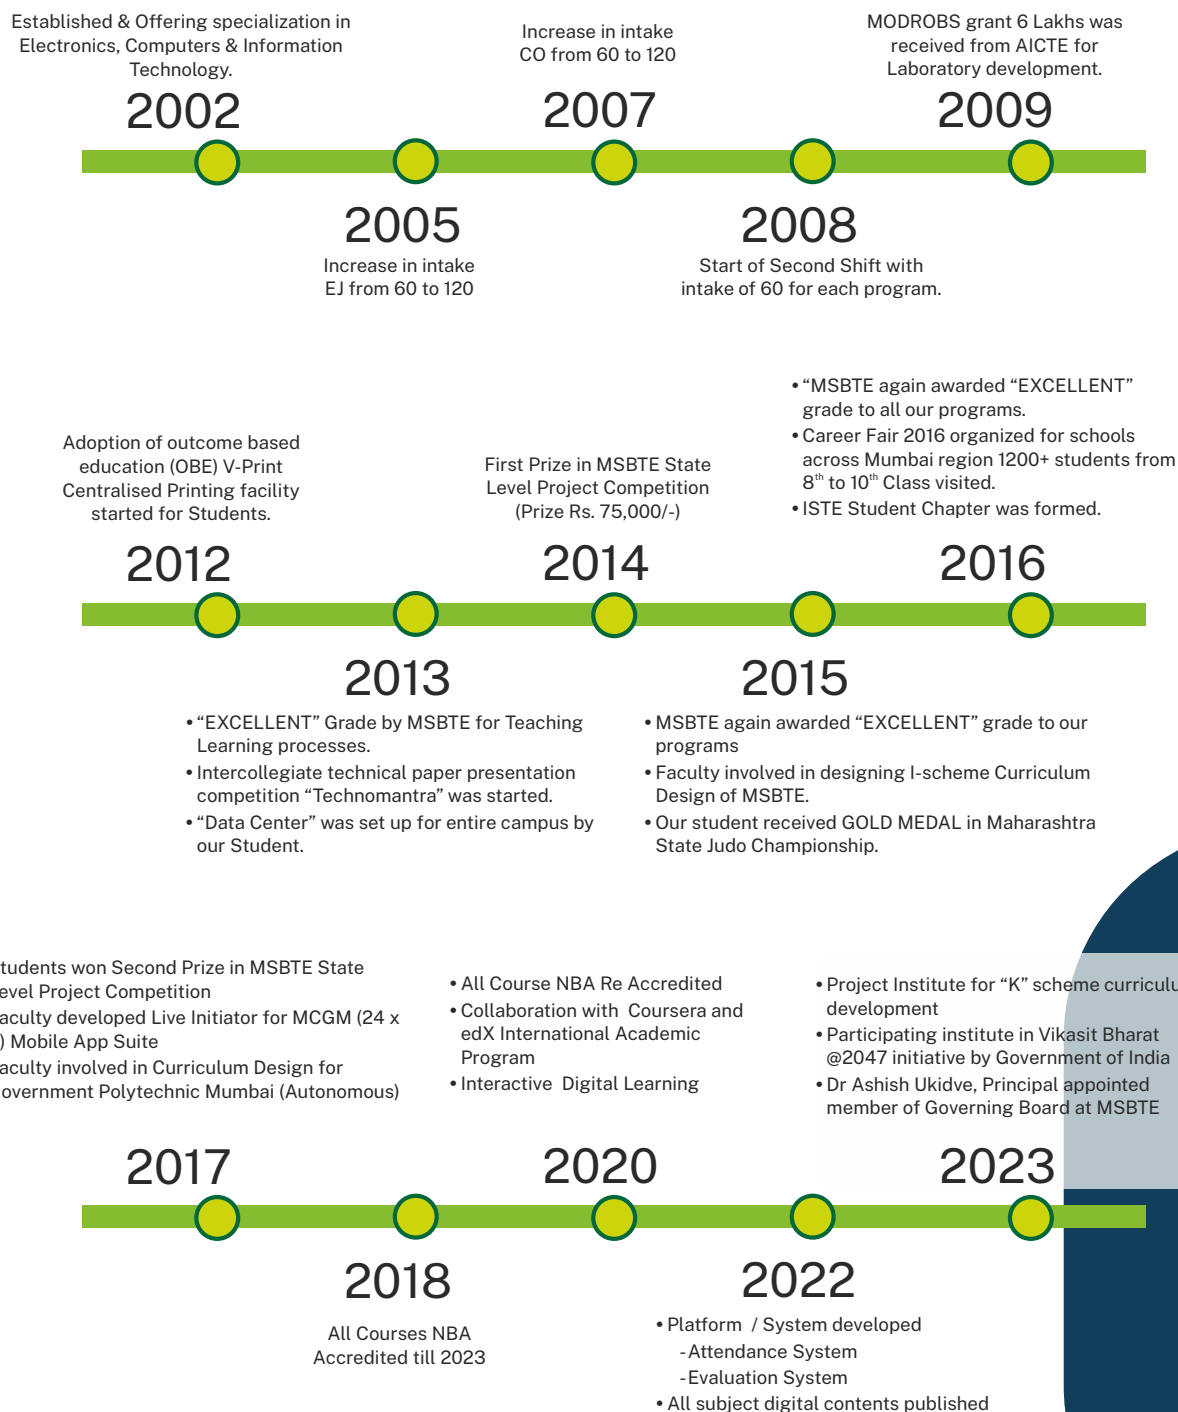 Established & Offering specialization in
Electronics, Computers & Information
Technology.
2002
Increase in intake
CO from 60 to 120
2007
MODROBS grant 6 Lakhs was
received from AICTE for
Laboratory development.
2009
2005
Increase in intake
EJ from 60 to 120
2008
Start of Second Shift with
intake of 60 for each program.
Adoption of outcome based
education (OBE) V-Print
Centralised Printing facility
started for Students.
2012
First Prize in MSBTE State
Level Project Competition
(Prize Rs. 75,000/-)
2014
• “MSBTE again awarded “EXCELLENT”
grade to all our programs.
• Career Fair 2016 organized for schools
across Mumbai region 1200+ students from
8th to 10th Class visited.
• ISTE Student Chapter was formed.
2016
2013
• “EXCELLENT” Grade by MSBTE for Teaching
Learning processes.
• Intercollegiate technical paper presentation
competition “Technomantra” was started.
• “Data Center” was set up for entire campus by
our Student.
2015
• MSBTE again awarded “EXCELLENT” grade to our
programs
• Faculty involved in designing I-scheme Curriculum
Design of MSBTE.
• Our student received GOLD MEDAL in Maharashtra
State Judo Championship.
tudents won Second Prize in MSBTE State
evel Project Competition
aculty developed Live Initiator for MCGM (24 x
) Mobile App Suite
aculty involved in Curriculum Design for
overnment Polytechnic Mumbai (Autonomous)
2017
• All Course NBA Re Accredited
• Collaboration with Coursera and
edX International Academic
Program
• Interactive Digital Learning
2020
• Project Institute for “K” scheme curriculu
development
• Participating institute in Vikasit Bharat
@2047 initiative by Government of India
• Dr Ashish Ukidve, Principal appointed
member of Governing Board at MSBTE
2023
2018
All Courses NBA
Accredited till 2023
2022
• Platform / System developed
- Attendance System
- Evaluation System
• All subject digital contents published